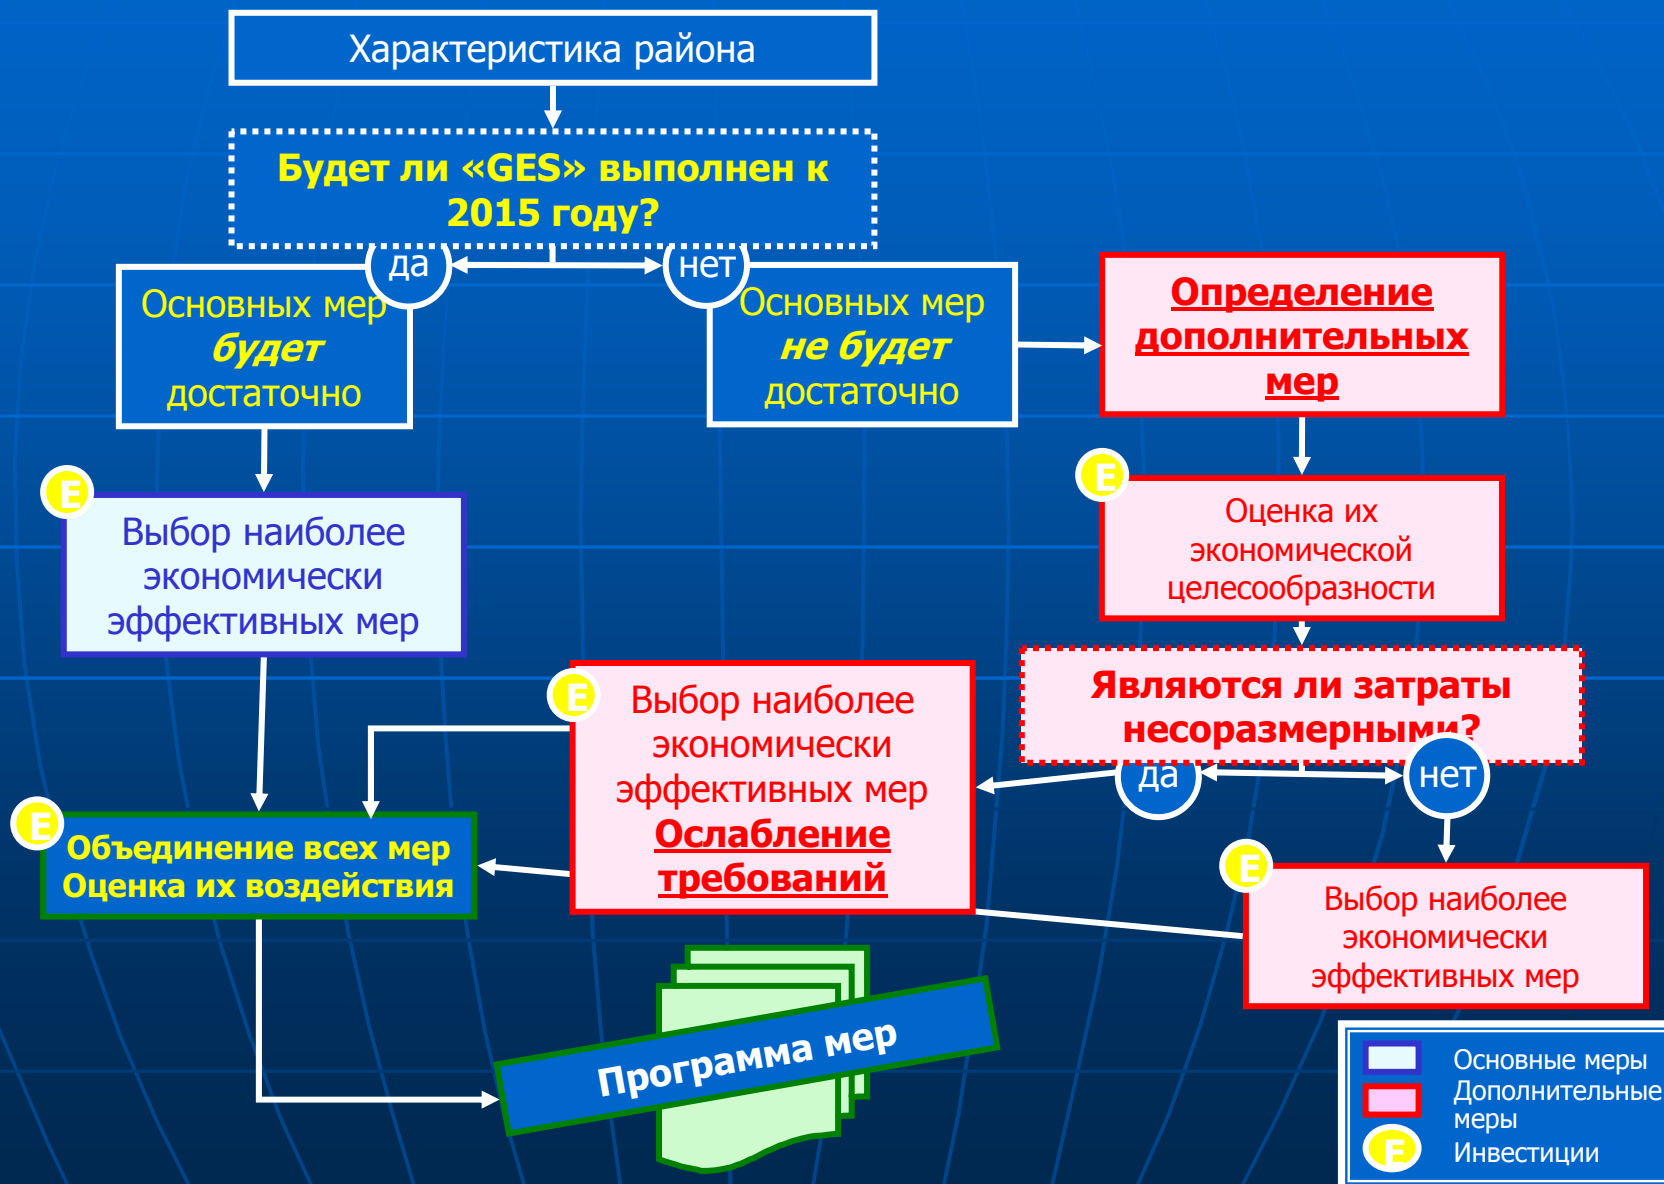 Характеристика района
Будет ли «GES» выполнен к
2015 году?
да
нет
Основных мер
будет
достаточно
Основных мер
не будет
достаточно
Определение
дополнительных
мер
E
Выбор наиболее
экономически
эффективных мер
E
Оценка их
экономической
целесообразности
Являются ли затраты
несоразмерными?
да
нет
E
Выбор наиболее
экономически
эффективных мер
Ослабление
требований
E
Объединение всех мер
Оценка их воздействия
E
Выбор наиболее
экономически
эффективных мер
Программа мер
Основные меры
Дополнительные
меры
E
Инвестиции